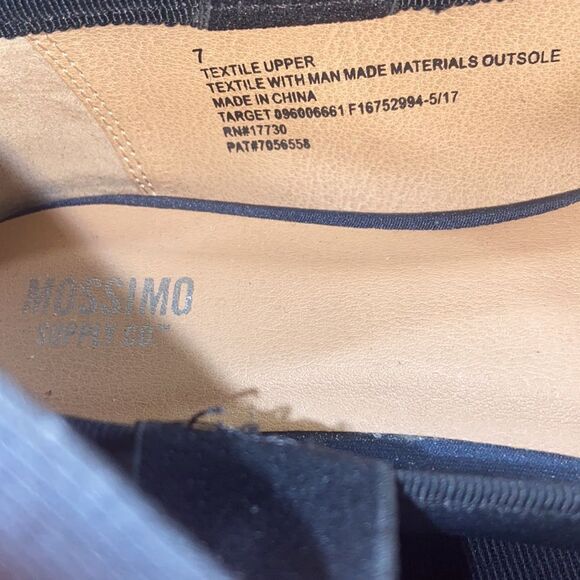 7
TEXTILE UPPER
TEXTILE WITH MAN MADE MATERIALS OUTSOLE
MADE IN CHINA
TARGET 096006661 F16752994-5/17
RN#17730
PAT#7056558
MOSSIMO
SUPPLY CO.™